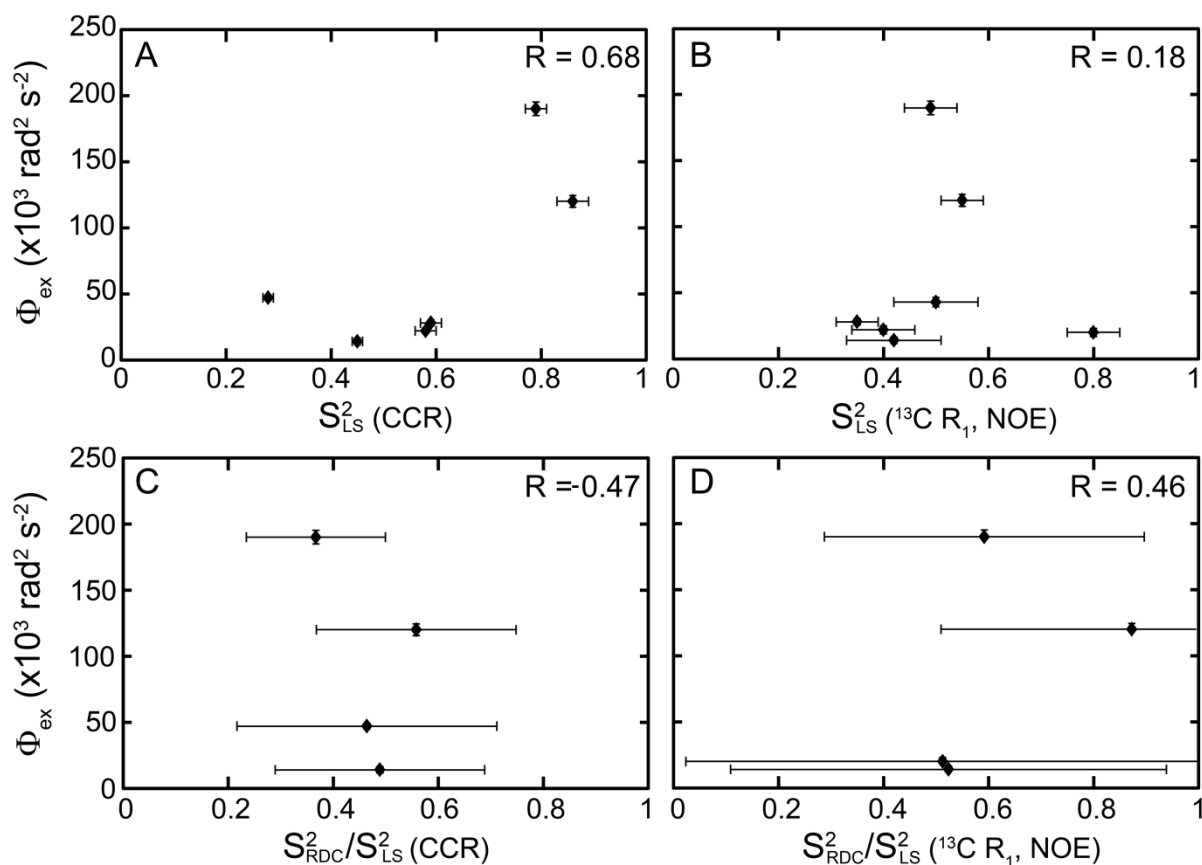 A
R = 0.68
B
R = 0.18
250
200
150
100
50
0
Φex (x10³ rad² s⁻²)
0 0.2 0.4 0.6 0.8 1
0.2 0.4 0.6 0.8 1
S²LS (CCR)
S²LS (¹³C R₁, NOE)
C
R =-0.47
D
R = 0.46
250
200
150
100
50
0
Φex (x10³ rad² s⁻²)
0 0.2 0.4 0.6 0.8 1
0 0.2 0.4 0.6 0.8 1
S²RDC/S²LS (CCR)
S²RDC/S²LS (¹³C R₁, NOE)